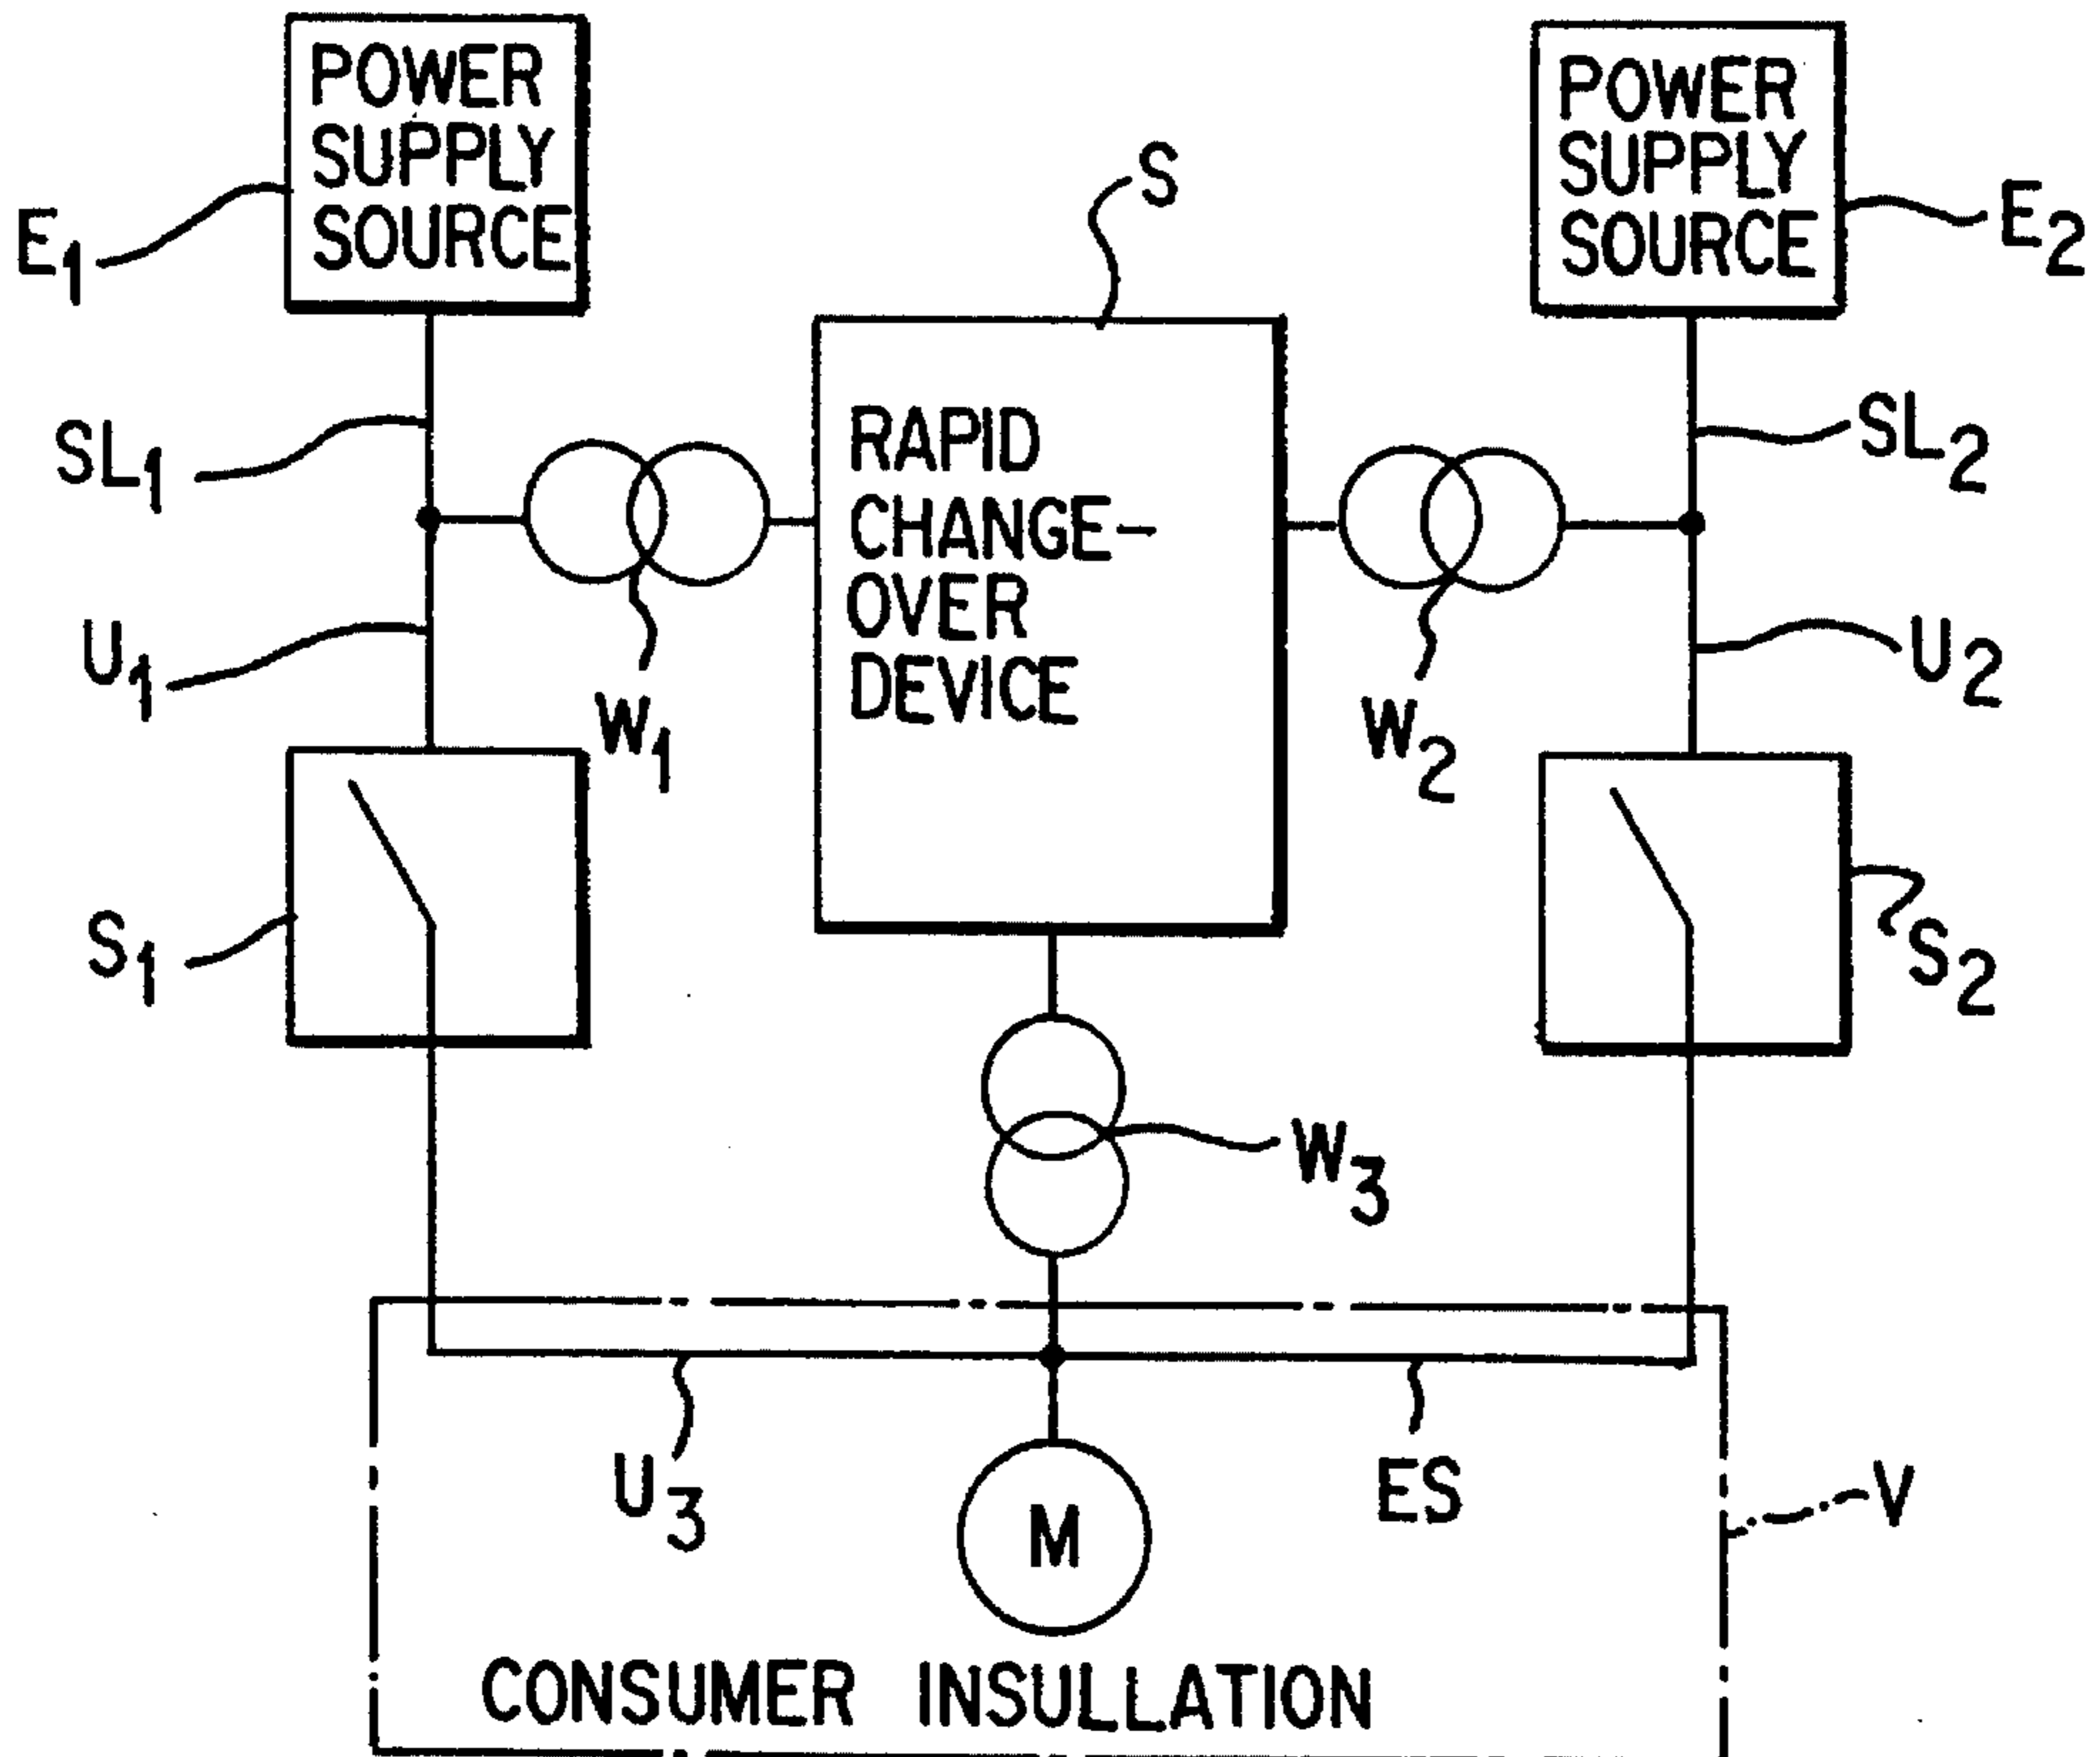 POWER
SUPPLY
SOURCE
E1
POWER
SUPPLY
SOURCE
E2
S
SL1
SL2
RAPID
CHANGE-
OVER
DEVICE
U1
U2
W1
W2
S1
S2
W3
U3
ES
V
M
CONSUMER INSULLATION